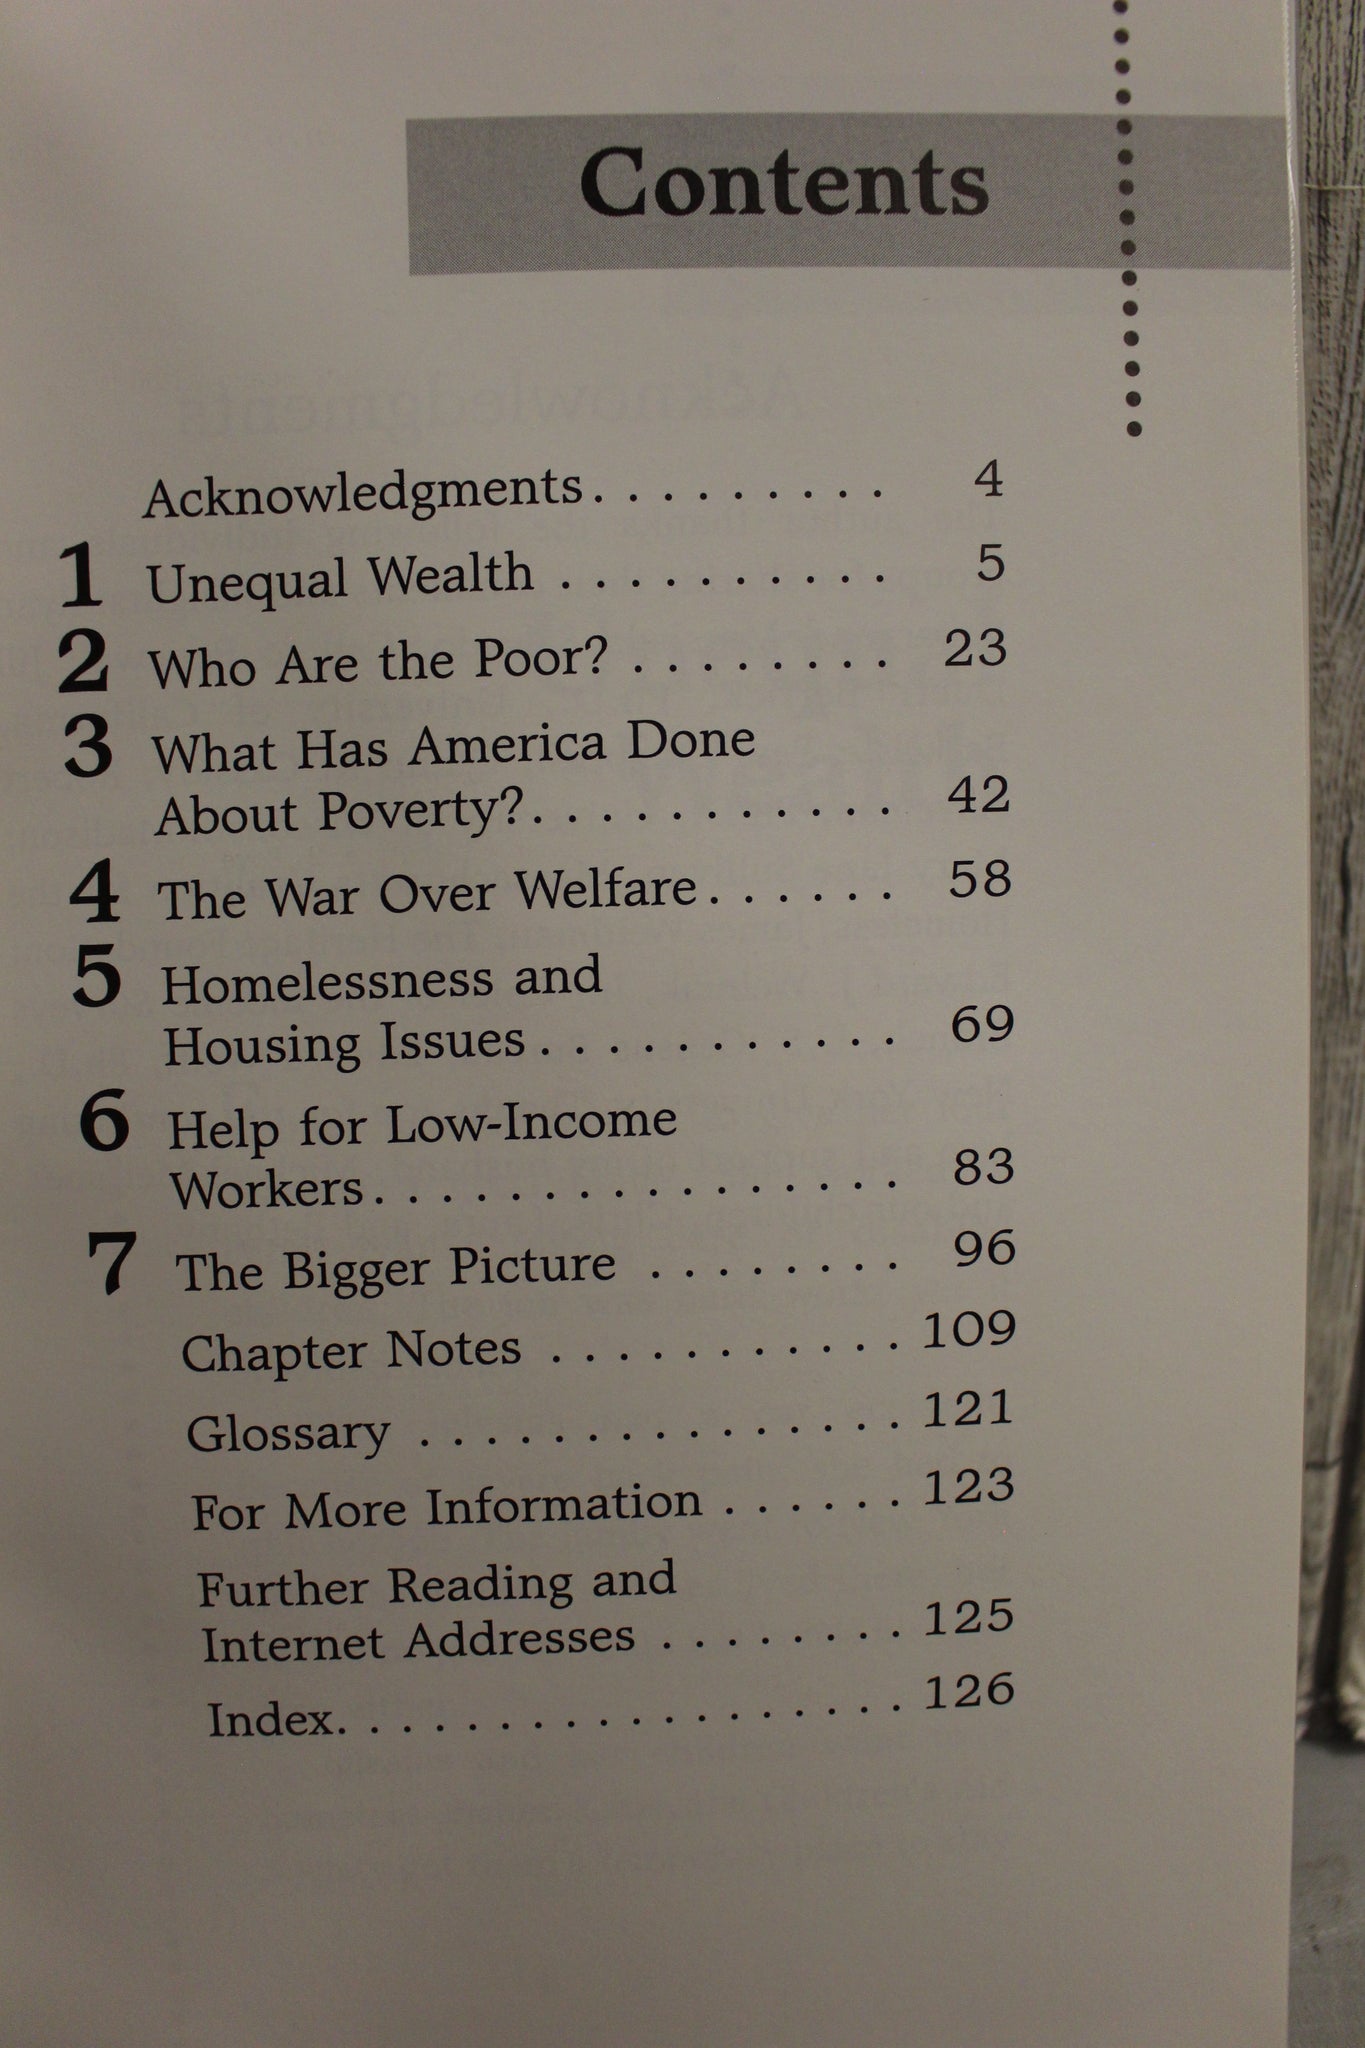 Contents
Acknowledgments . . . . . . . . . 4
1 Unequal Wealth . . . . . . . . . . 5
2 Who Are the Poor? . . . . . . . . 23
3 What Has America Done
About Poverty? . . . . . . . . . . . 42
4 The War Over Welfare . . . . . . 58
5 Homelessness and
Housing Issues . . . . . . . . . . . 69
6 Help for Low-Income
Workers . . . . . . . . . . . . . . . . 83
7 The Bigger Picture . . . . . . . . 96
Chapter Notes . . . . . . . . . . . 109
Glossary . . . . . . . . . . . . . . . 121
For More Information . . . . . . 123
Further Reading and
Internet Addresses . . . . . . . . 125
Index . . . . . . . . . . . . . . . . . . 126